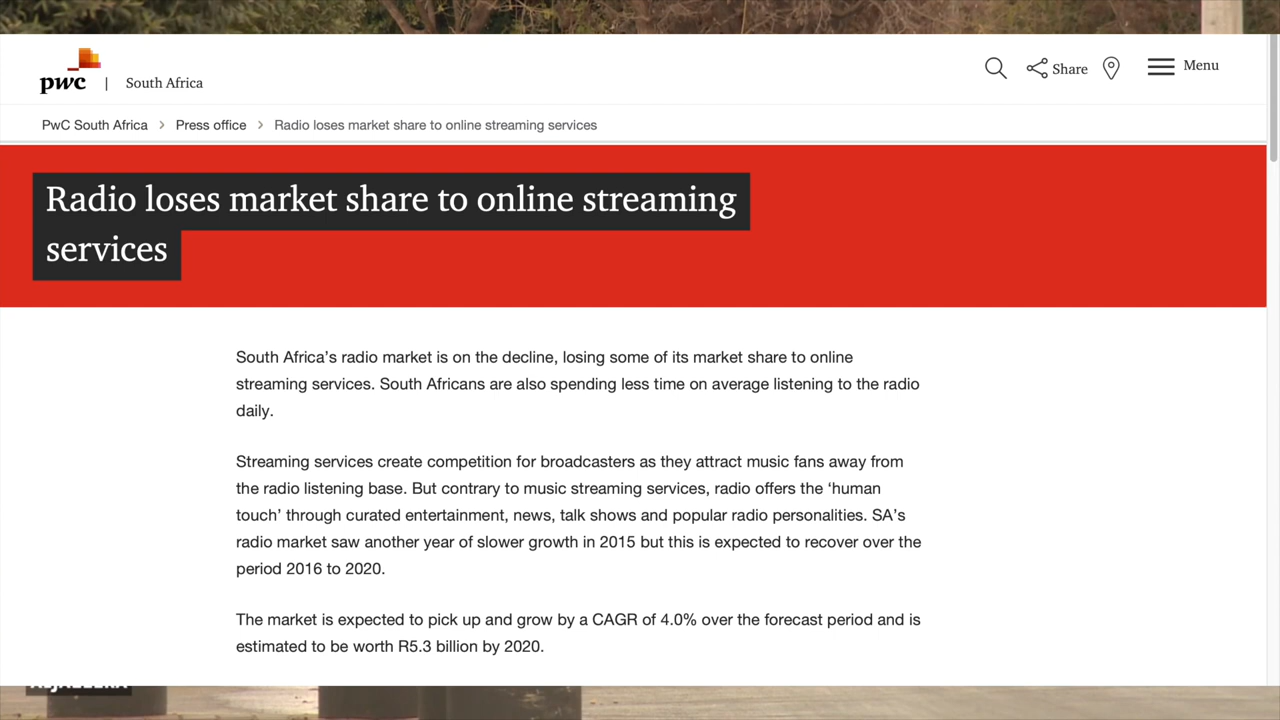 pwc | South Africa
Share
Menu
PwC South Africa > Press office > Radio loses market share to online streaming services
Radio loses market share to online streaming
services
South Africa’s radio market is on the decline, losing some of its market share to online
streaming services. South Africans are also spending less time on average listening to the radio
daily.
Streaming services create competition for broadcasters as they attract music fans away from
the radio listening base. But contrary to music streaming services, radio offers the ‘human
touch’ through curated entertainment, news, talk shows and popular radio personalities. SA’s
radio market saw another year of slower growth in 2015 but this is expected to recover over the
period 2016 to 2020.
The market is expected to pick up and grow by a CAGR of 4.0% over the forecast period and is
estimated to be worth R5.3 billion by 2020.